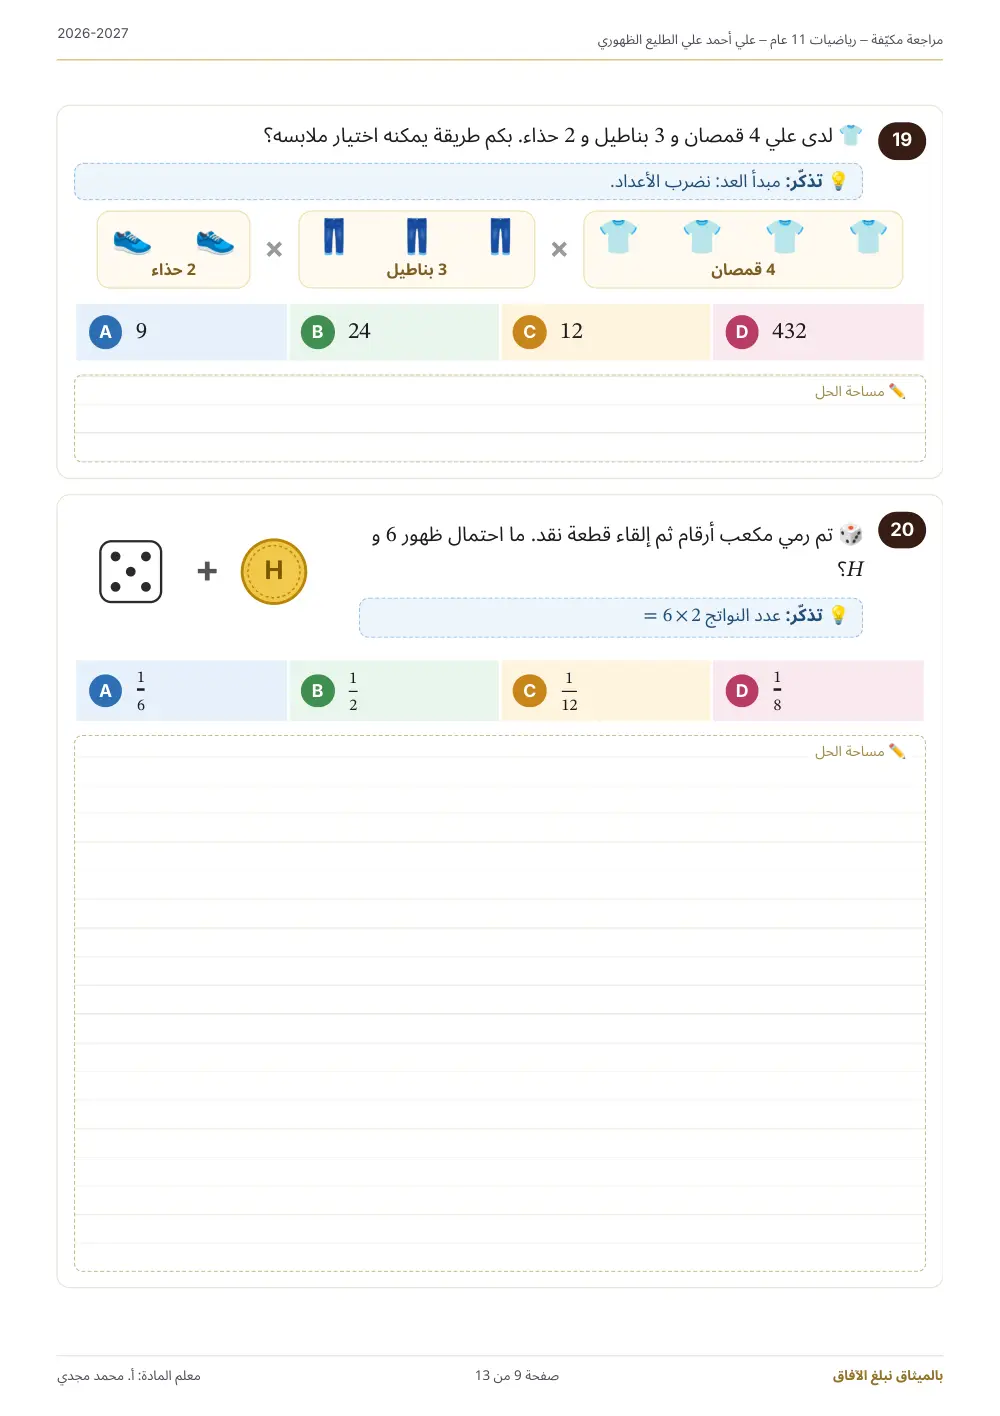 مراجعة مكيّفة – رياضيات 11 عام – علي أحمد علي الطليع الظهوري
2026-2027
19
لدى علي 4 قمصان و 3 بناطيل و 2 حذاء. بكم طريقة يمكنه اختيار ملابسه؟
تذكّر: مبدأ العد: نضرب الأعداد.
4 قمصان × 3 بناطيل × 2 حذاء
A 9 B 24 C 12 D 432
مساحة الحل
20
تم رمي مكعب أرقام ثم إلقاء قطعة نقد. ما احتمال ظهور 6 و
H؟
H +
تذكّر: عدد النواتج 2 × 6 =
A 1/6 B 1/2 C 1/12 D 1/8
مساحة الحل
بالميثاق نبلغ الآفاق
صفحة 9 من 13
معلم المادة: أ. محمد مجدي